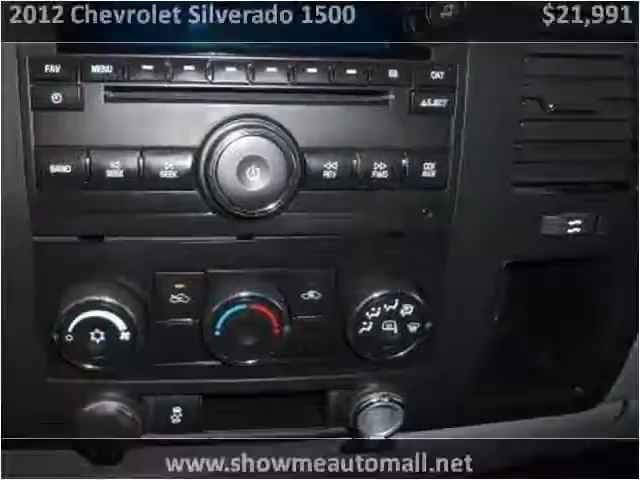 2012 Chevrolet Silverado 1500 $21,991
FAV MENU CAT
EJECT
BAND SEEK SEEK REV FWD CD/AUX
www.showmeautomall.net